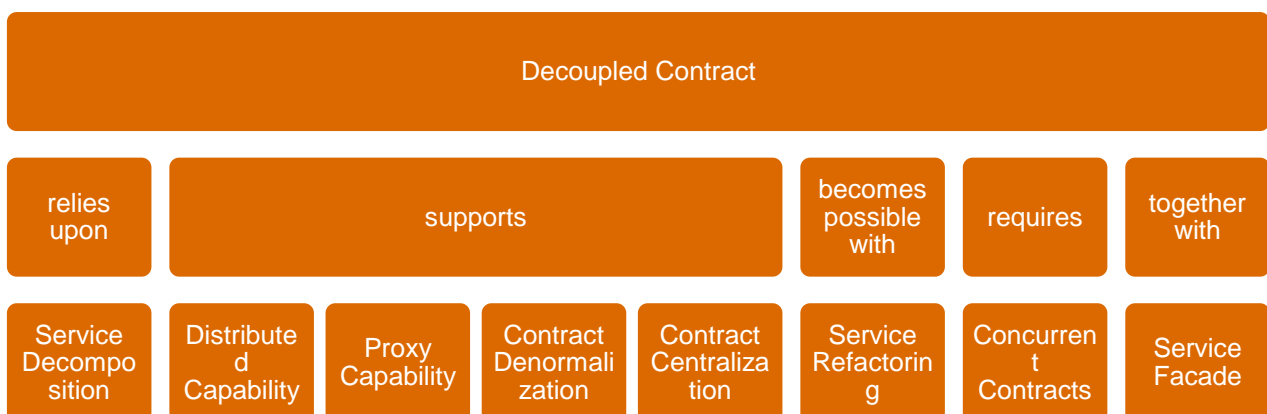 Decoupled Contract
relies
upon
supports
becomes
possible
with
requires
together
with
Service
Decompo
sition
Distribute
d
Capability
Proxy
Capability
Contract
Denormali
zation
Contract
Centraliza
tion
Service
Refactorin
g
Concurren
t
Contracts
Service
Facade